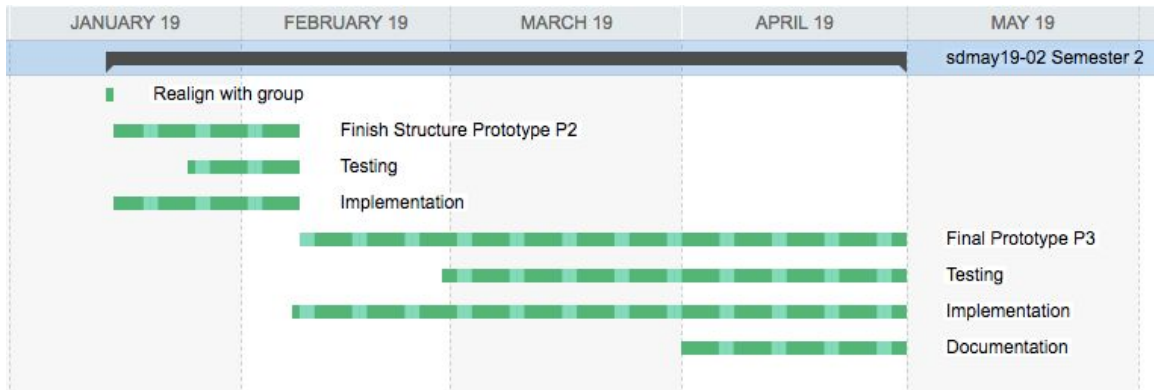 JANUARY 19 FEBRUARY 19 MARCH 19 APRIL 19 MAY 19
sdmay19-02 Semester 2
Realign with group
Finish Structure Prototype P2
Testing
Implementation
Final Prototype P3
Testing
Implementation
Documentation